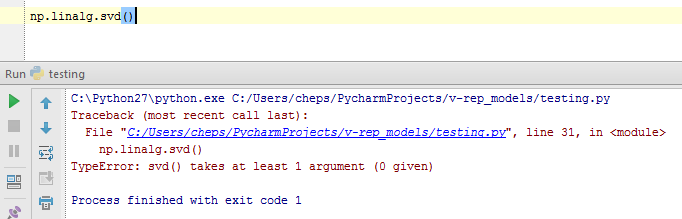 np.linalg.svd()
Run testing
C:\Python27\python.exe C:/Users/cheps/PycharmProjects/v-rep_models/testing.py
Traceback (most recent call last):
  File "C:/Users/cheps/PycharmProjects/v-rep_models/testing.py", line 31, in <module>
    np.linalg.svd()
TypeError: svd() takes at least 1 argument (0 given)
Process finished with exit code 1